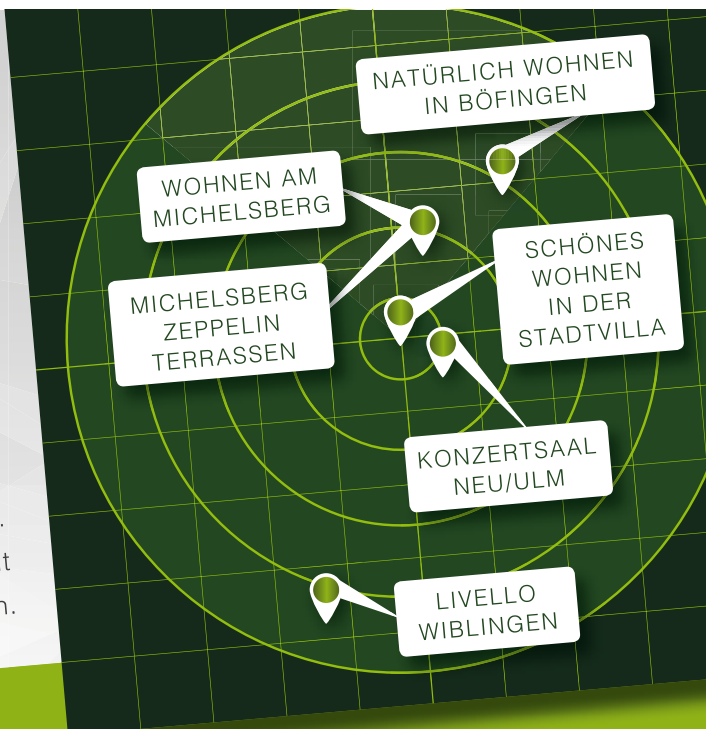 NATÜRLICH WOHNEN
IN BÖFINGEN
WOHNEN AM
MICHELSBERG
SCHÖNES
WOHNEN
IN DER
STADTVILLA
MICHELSBERG
ZEPPELIN
TERRASSEN
KONZERTSAAL
NEU/ULM
LIVELLO
WIBLINGEN